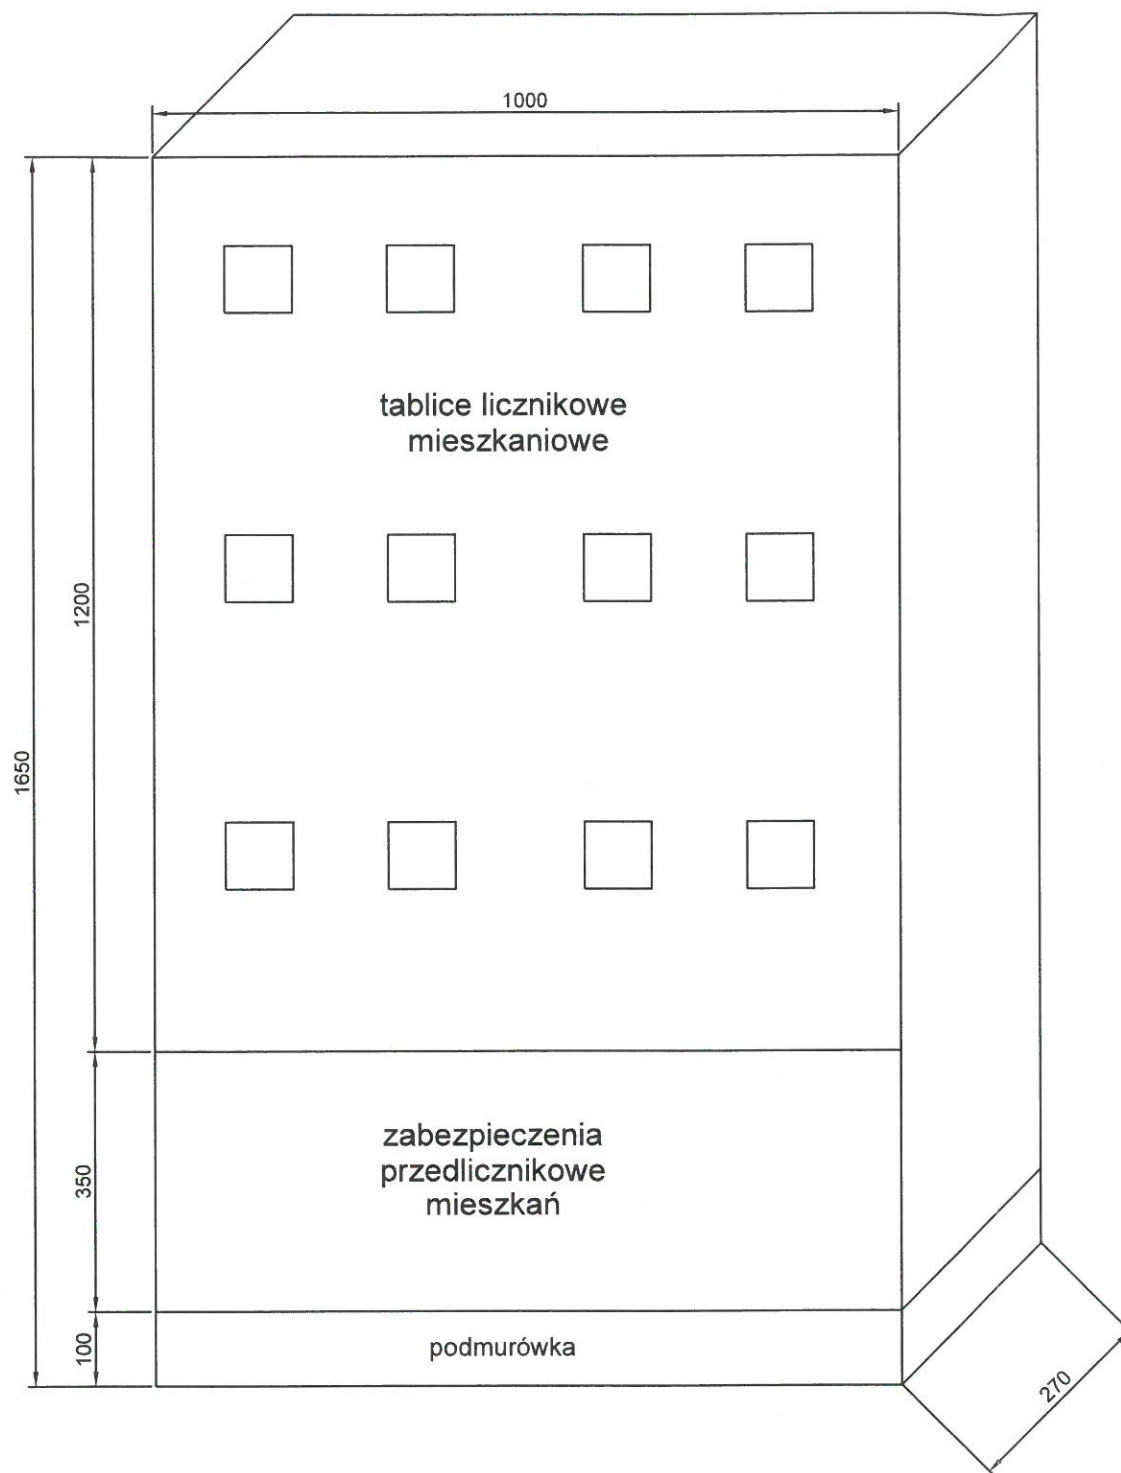 1000
tablice licznikowe
mieszkaniowe
1200
1650
zabezpieczenia
przedlicznikowe
mieszkań
350
podmurówka
100
270